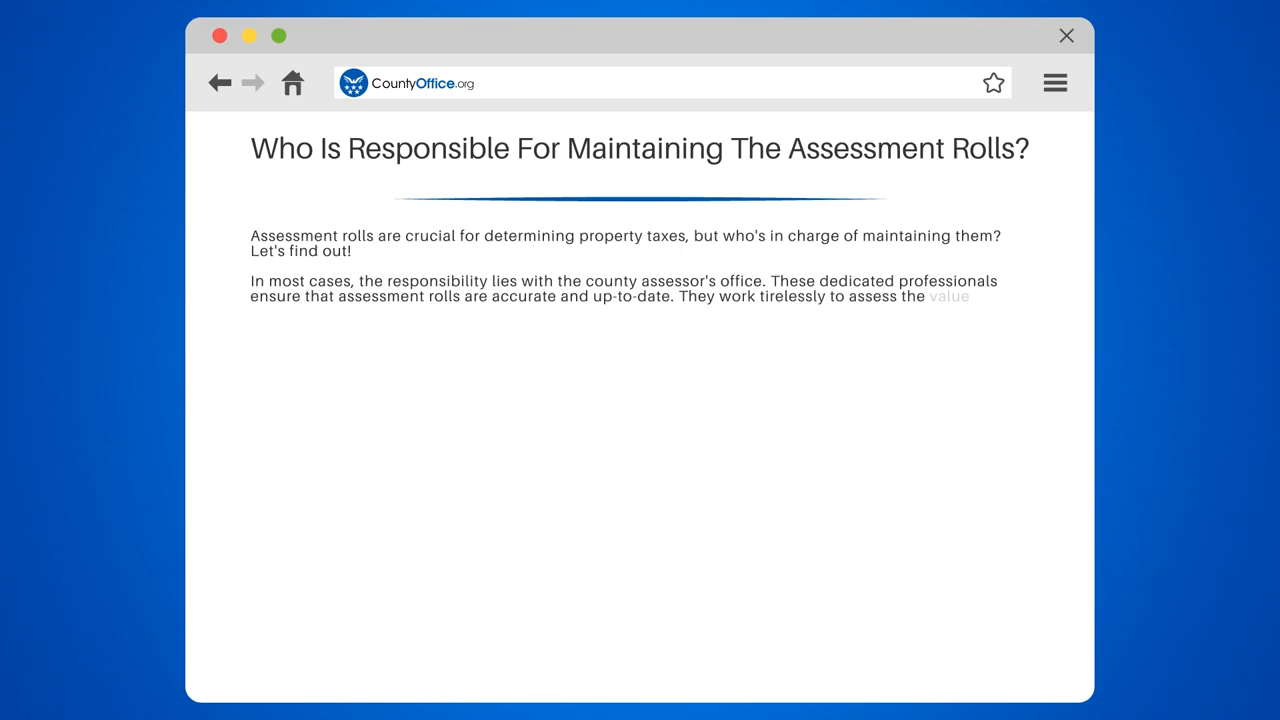 CountyOffice.org
Who Is Responsible For Maintaining The Assessment Rolls?
Assessment rolls are crucial for determining property taxes, but who's in charge of maintaining them?
Let's find out!
In most cases, the responsibility lies with the county assessor's office. These dedicated professionals
ensure that assessment rolls are accurate and up-to-date. They work tirelessly to assess the value